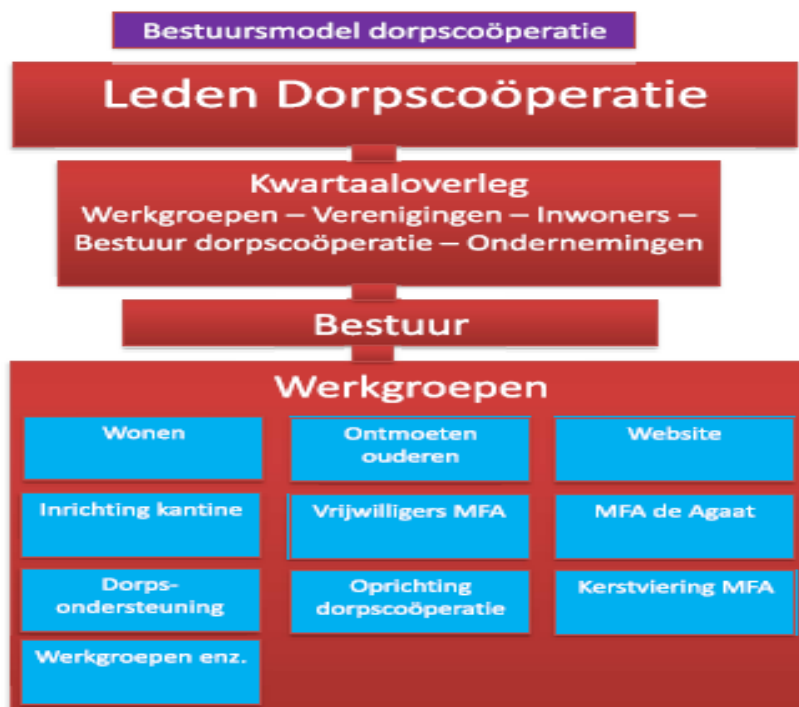 Bestuursmodel dorpscoöperatie
Leden Dorpscoöperatie
Kwartaaloverleg
Werkgroepen – Verenigingen – Inwoners –
Bestuur dorpscoöperatie – Ondernemingen
Bestuur
Werkgroepen
Wonen
Ontmoeten
ouderen
Website
Inrichting kantine
Vrijwilligers MFA
MFA de Agaat
Dorps-
ondersteuning
Oprichting
dorpscoöperatie
Kerstviering MFA
Werkgroepen enz.